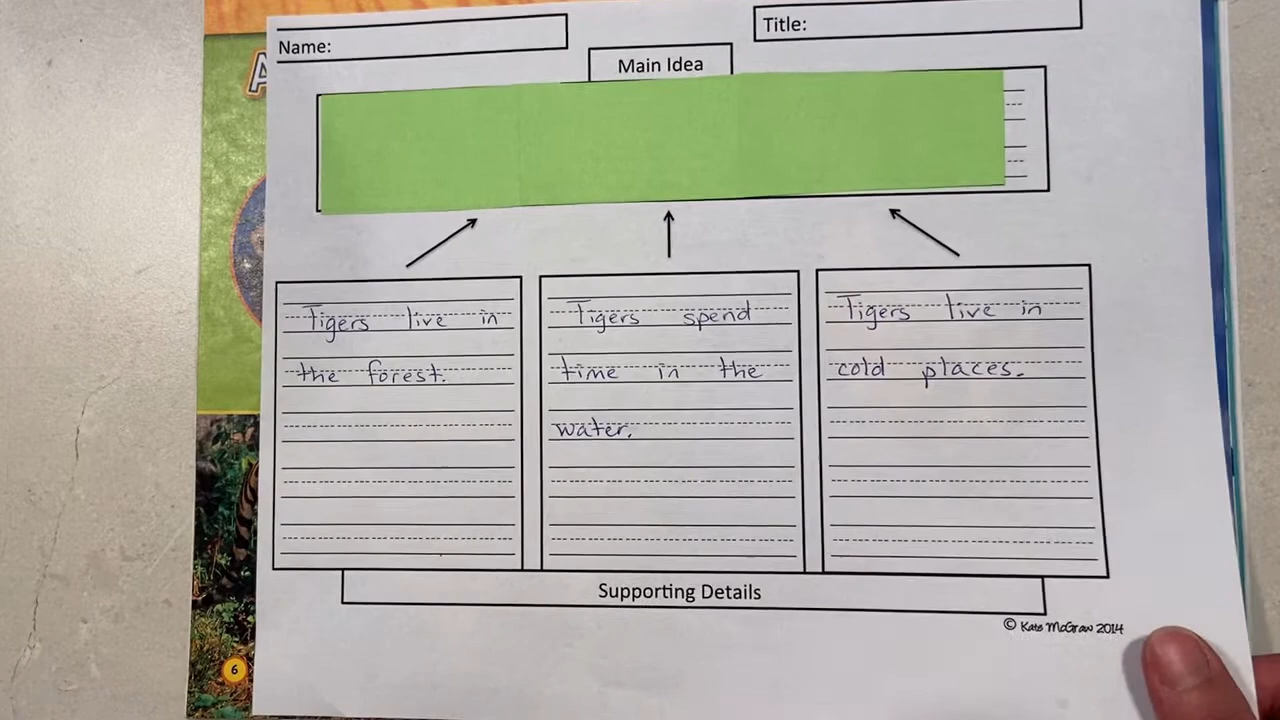 Name:
Title:
Main Idea
Tigers live in
the forest.
Tigers spend
time in the
water.
Tigers live in
cold places.
Supporting Details
© Kate McGraw 2014
6
A